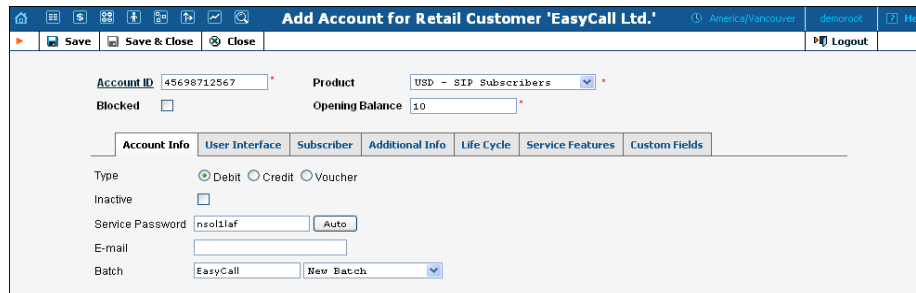 Add Account for Retail Customer 'EasyCall Ltd.' America/Vancouver demoroot ? He
Save Save & Close Close Logout
Account ID 45698712567 * Product USD - SIP Subscribers *
Blocked Opening Balance 10 *
Account Info User Interface Subscriber Additional Info Life Cycle Service Features Custom Fields
Type Debit Credit Voucher
Inactive
Service Password nsol1laf Auto
E-mail
Batch EasyCall New Batch